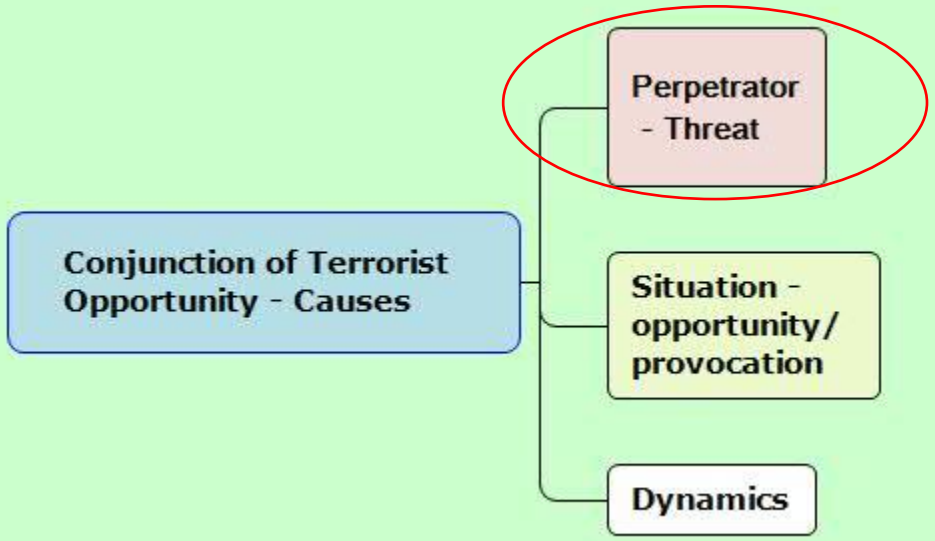 Perpetrator
- Threat
Conjunction of Terrorist
Opportunity - Causes
Situation -
opportunity/
provocation
Dynamics